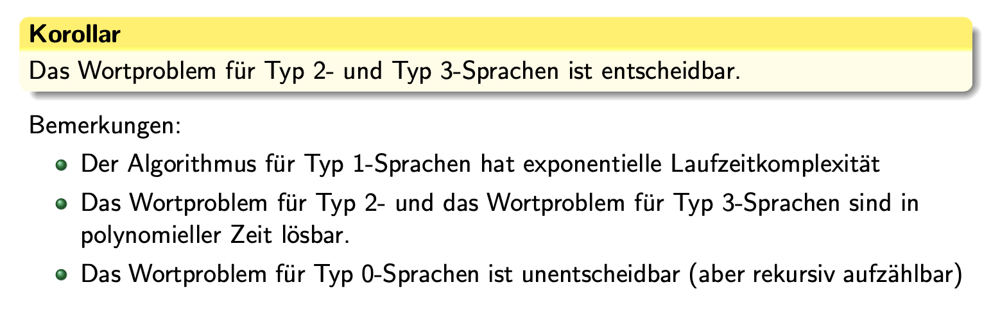 Korollar
Das Wortproblem für Typ 2- und Typ 3-Sprachen ist entscheidbar.
Bemerkungen:
Der Algorithmus für Typ 1-Sprachen hat exponentielle Laufzeitkomplexität
Das Wortproblem für Typ 2- und das Wortproblem für Typ 3-Sprachen sind in
polynomieller Zeit lösbar.
Das Wortproblem für Typ 0-Sprachen ist unentscheidbar (aber rekursiv aufzählbar)